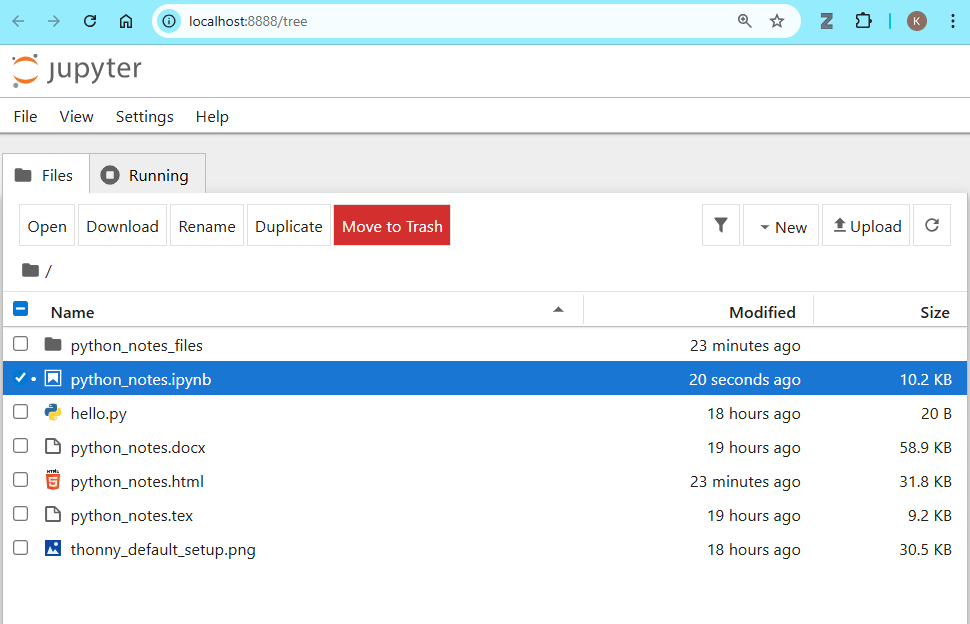 localhost:8888/tree
K
jupyter
File View Settings Help
Files Running
Open Download Rename Duplicate Move to Trash New Upload
/
Name Modified Size
python_notes_files 23 minutes ago
python_notes.ipynb 20 seconds ago 10.2 KB
hello.py 18 hours ago 20 B
python_notes.docx 19 hours ago 58.9 KB
HTML 5 python_notes.html 23 minutes ago 31.8 KB
python_notes.tex 19 hours ago 9.2 KB
thonny_default_setup.png 18 hours ago 30.5 KB